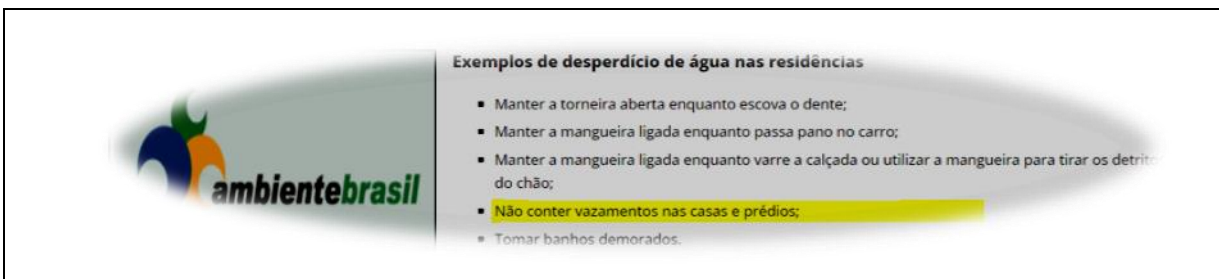 Exemplos de desperdício de água nas residências
▪ Manter a torneira aberta enquanto escova o dente;
▪ Manter a mangueira ligada enquanto passa pano no carro;
▪ Manter a mangueira ligada enquanto varre a calçada ou utilizar a mangueira para tirar os detritos
do chão;
ambientebrasil
▪ Não conter vazamentos nas casas e prédios;
▪ Tomar banhos demorados.